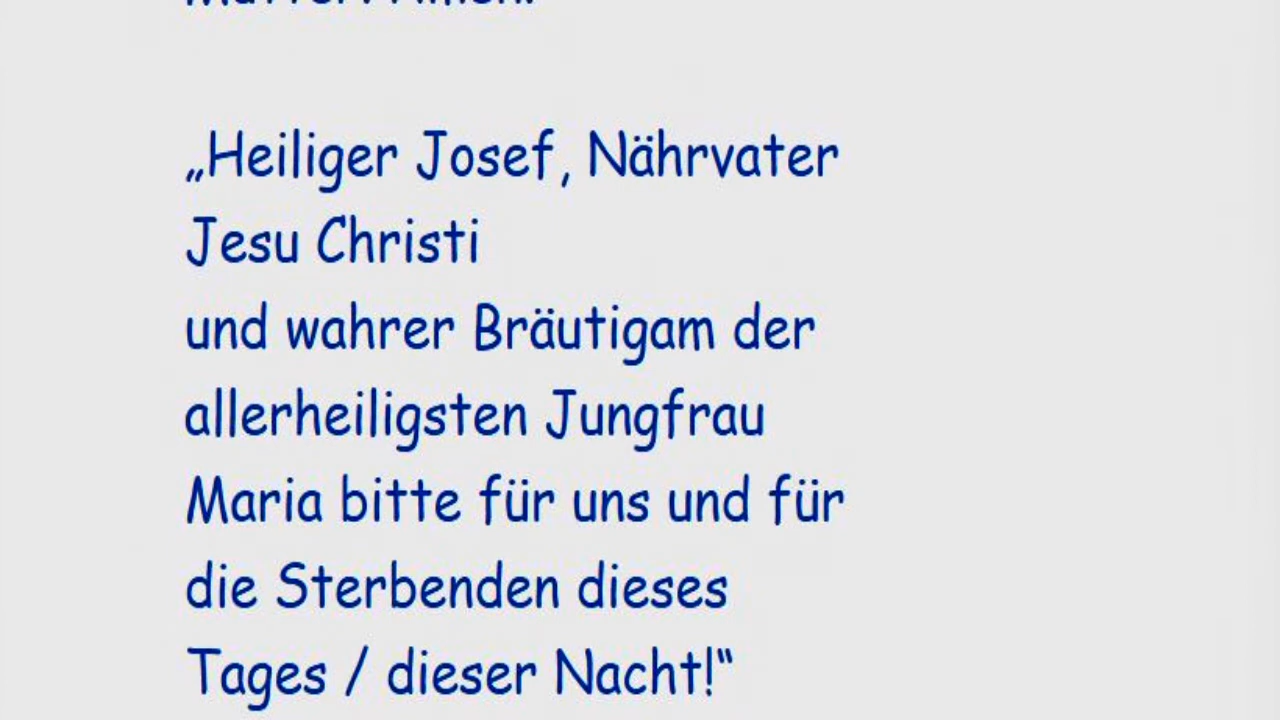 „Heiliger Josef, Nährvater
Jesu Christi
und wahrer Bräutigam der
allerheiligsten Jungfrau
Maria bitte für uns und für
die Sterbenden dieses
Tages / dieser Nacht!“